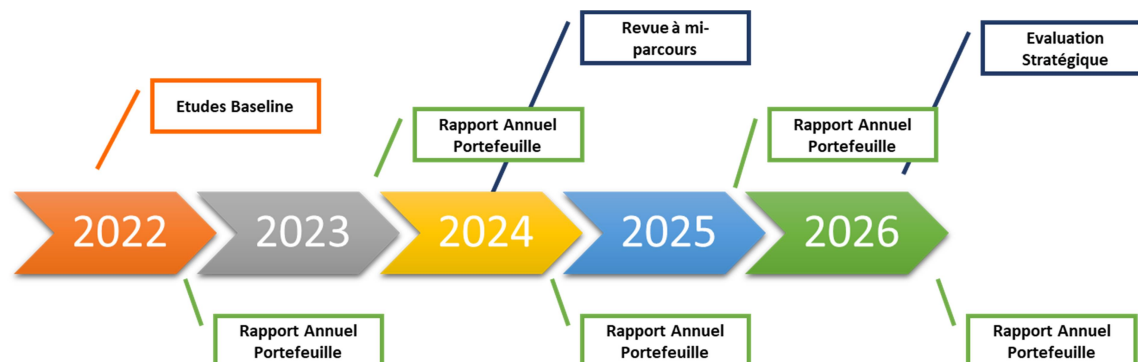 Revue à mi-
parcours
Evaluation
Stratégique
Etudes Baseline
Rapport Annuel
Portefeuille
Rapport Annuel
Portefeuille
2022
2023
2024
2025
2026
Rapport Annuel
Portefeuille
Rapport Annuel
Portefeuille
Rapport Annuel
Portefeuille